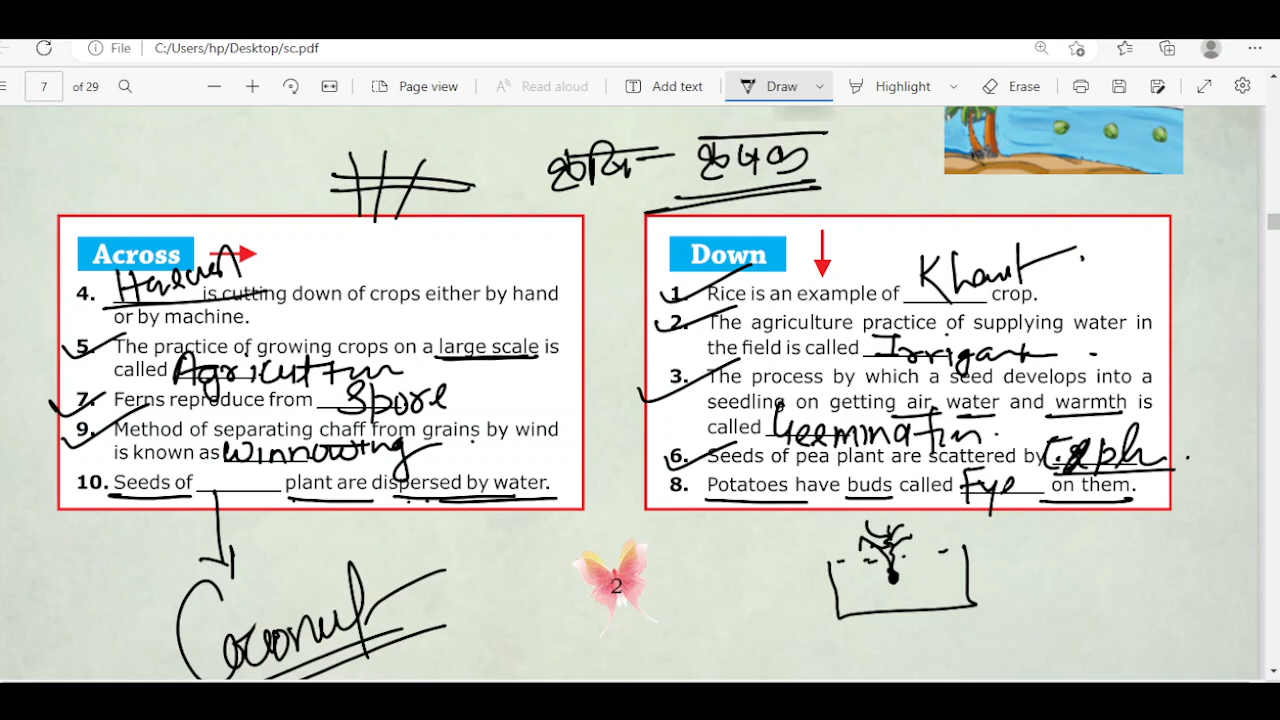 File C:/Users/hp/Desktop/sc.pdf
7 of 29 Page view Read aloud Add text Draw Highlight Erase
Across
4. ________ is cutting down of crops either by hand
or by machine.
5. The practice of growing crops on a large scale is
called
7. Ferns reproduce from Spore
9. Method of separating chaff from grains by wind
is known as Winnowing
10. Seeds of ________ plant are dispersed by water.
Coconut
Down
1. Rice is an example of ________ crop.
2. The agriculture practice of supplying water in
the field is called
3. The process by which a seed develops into a
seedling on getting air, water and warmth is
called Germination.
6. Seeds of pea plant are scattered by
8. Potatoes have buds called Eye on them.
2